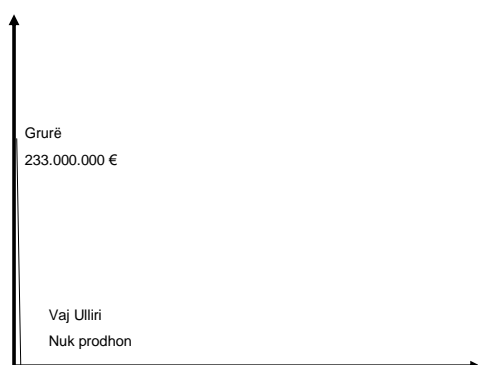 Grurë
233.000.000 €
Vaj Ulliri
Nuk prodhon